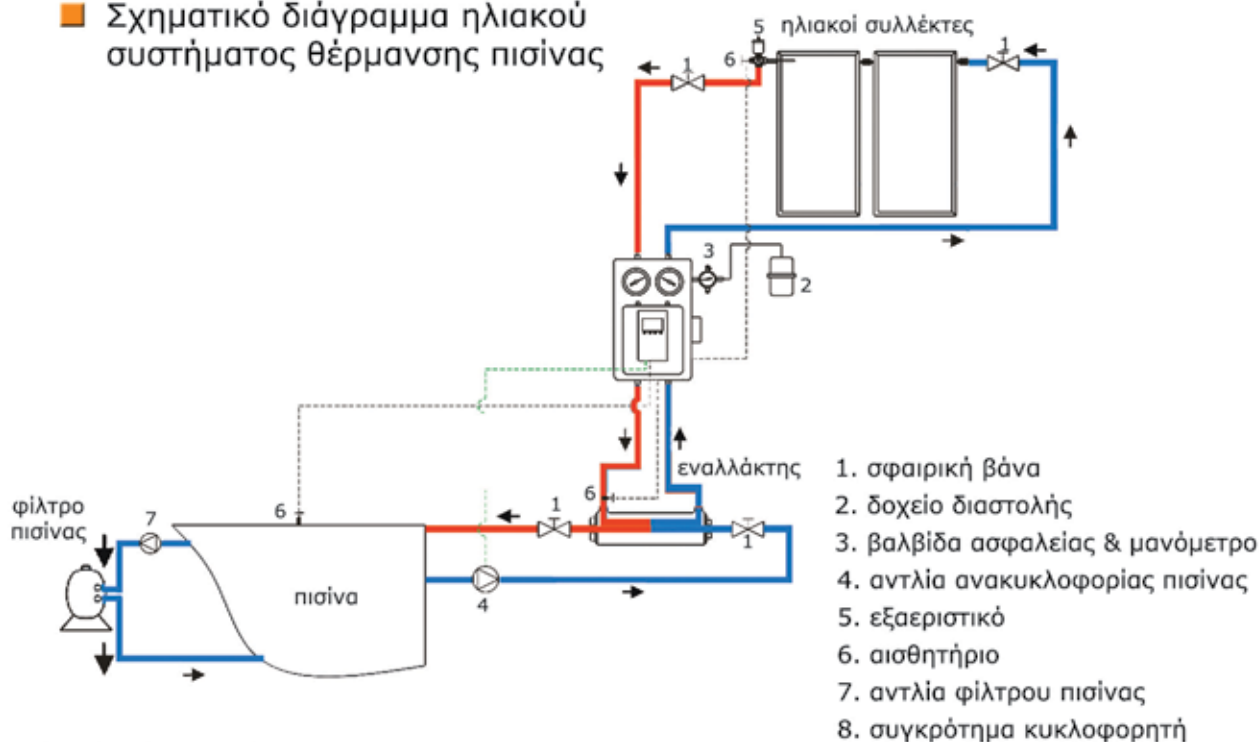 Σχηματικό διάγραμμα ηλιακού
συστήματος θέρμανσης πισίνας
5
ηλιακοί συλλέκτες
1
6
1
3
2
εναλλάκτης
6
φίλτρο
πισίνας
7
6
1
1
πισίνα
4
1. σφαιρική βάνα
2. δοχείο διαστολής
3. βαλβίδα ασφαλείας & μανόμετρο
4. αντλία ανακυκλοφορίας πισίνας
5. εξαεριστικό
6. αισθητήριο
7. αντλία φίλτρου πισίνας
8. συγκρότημα κυκλοφορητή